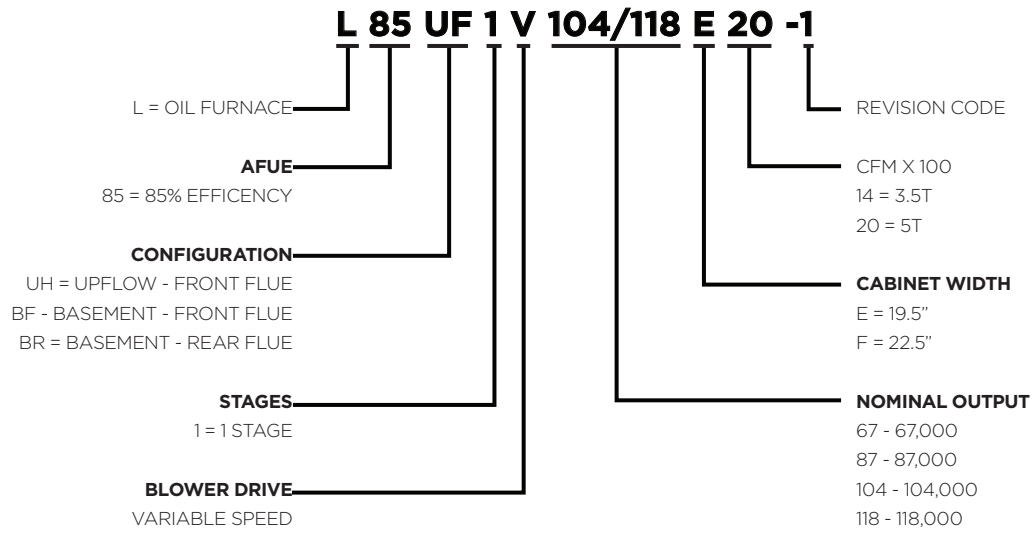 L 85 UF 1 V 104/118 E 20 -1
L = OIL FURNACE
AFUE
85 = 85% EFFICENCY
CONFIGURATION
UH = UPFLOW - FRONT FLUE
BF - BASEMENT - FRONT FLUE
BR = BASEMENT - REAR FLUE
STAGES
1 = 1 STAGE
BLOWER DRIVE
VARIABLE SPEED
REVISION CODE
CFM X 100
14 = 3.5T
20 = 5T
CABINET WIDTH
E = 19.5”
F = 22.5”
NOMINAL OUTPUT
67 - 67,000
87 - 87,000
104 - 104,000
118 - 118,000